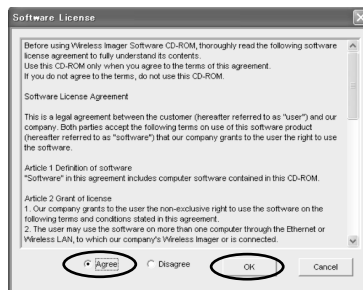 Software License
Before using Wireless Imager Software CD-ROM, thoroughly read the following software
license agreement to fully understand its contents.
Use this CD-ROM only when you agree to the terms of this agreement.
If you do not agree to the terms, do not use this CD-ROM.
Software License Agreement
This is a legal agreement between the customer (hereafter referred to as "user") and our
company. Both parties accept the following terms on use of this software product
(hereafter referred to as "software") that our company grants to the user the right to use
the software.
Article 1 Definition of software
"Software" in this agreement includes computer software contained in this CD-ROM.
Article 2 Grant of license
1. Our company grants to the user the non-exclusive right to use the software on the
following terms and conditions stated in this agreement.
2. The user may use the software on more than one computer through the Ethernet or
Wireless LAN, to which our company's Wireless Imager is or is connected.
Agree Disagree OK Cancel